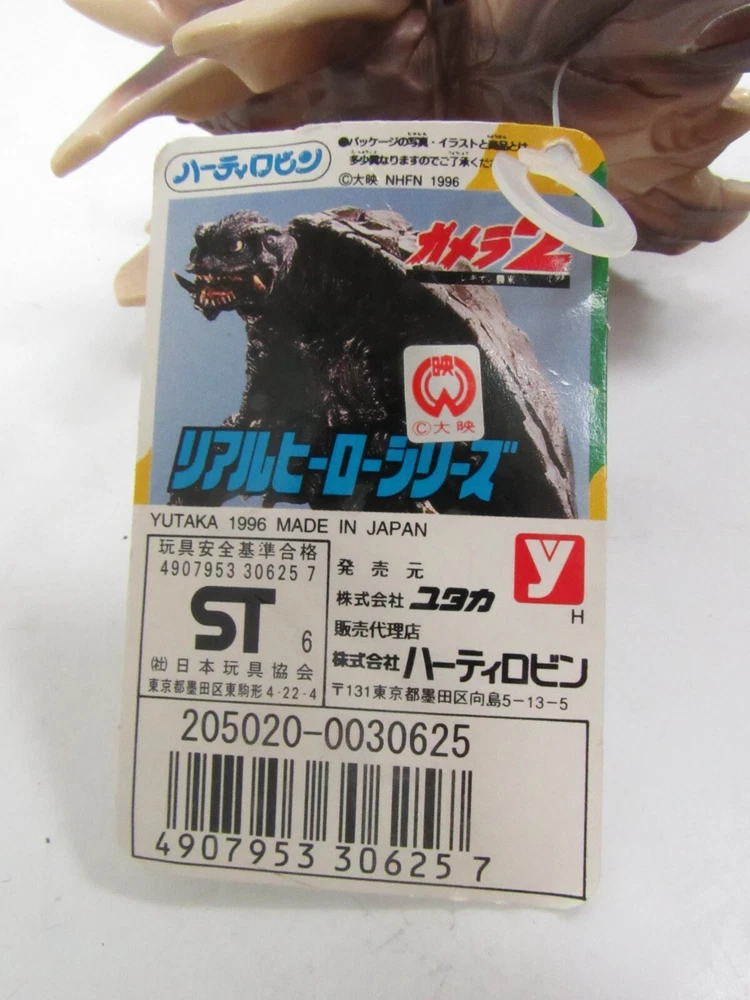 ハーティロビン
●パッケージの写真・イラストと商品とは
多少異なりますのでご了承くだ
©大映 NHFN 1996
ガメラ2
映
©大映
リアルヒーローシリーズ
YUTAKA 1996 MADE IN JAPAN
玩具安全基準合格
4907953 30625 7
ST 6
(社)日本玩具協会
東京都墨田区東駒形4-22-4
発売元
株式会社ユタカ
y
H
販売代理店
株式会社ハーティロビン
〒131東京都墨田区向島5-13-5
205020-0030625
4907953 306257